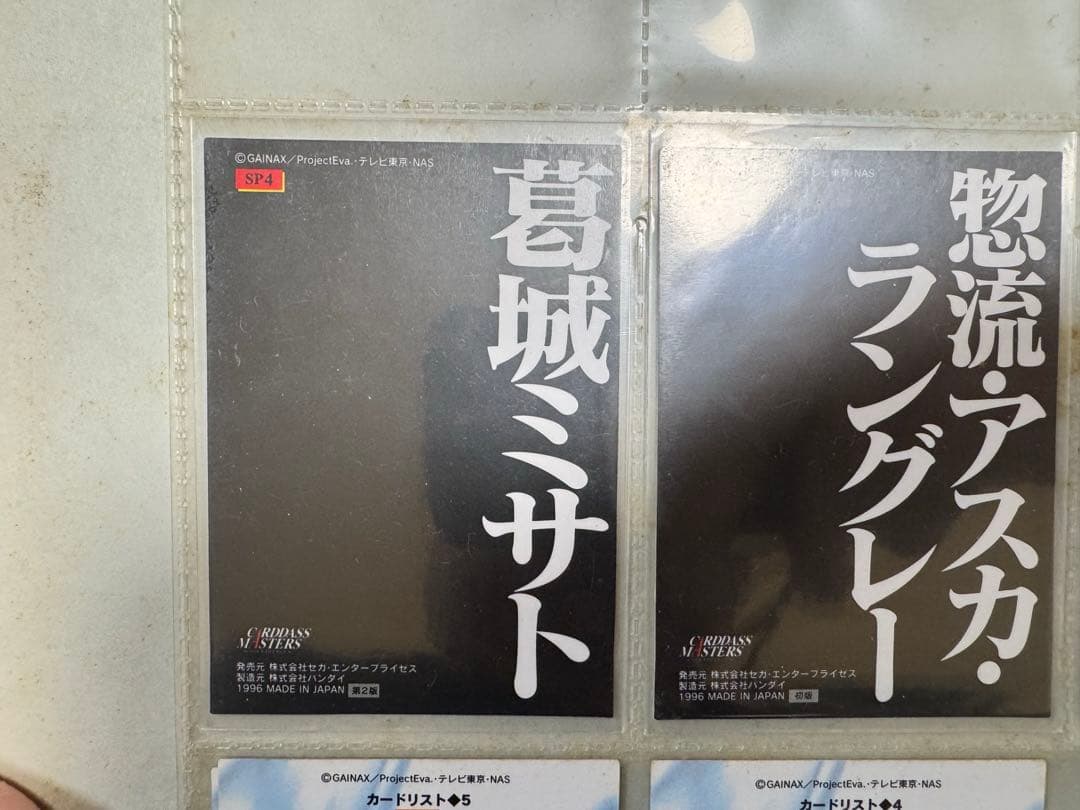 ©GAINAX／ProjectEva.・テレビ東京・NAS
SP4
葛城ミサト
CARDDASS
MASTERS
発売元 株式会社セガ・エンタープライゼス
製造元 株式会社バンダイ
1996 MADE IN JAPAN 第2版
テレビ東京・NAS
惣流・アスカ・
ラングレー
CARDDASS
MASTERS
発売元 株式会社セガ・エンタープライゼス
製造元 株式会社バンダイ
1996 MADE IN JAPAN 初版
©GAINAX／ProjectEva.・テレビ東京・NAS
カードリスト◆5
©GAINAX／ProjectEva.・テレビ東京・NAS
カードリスト◆4